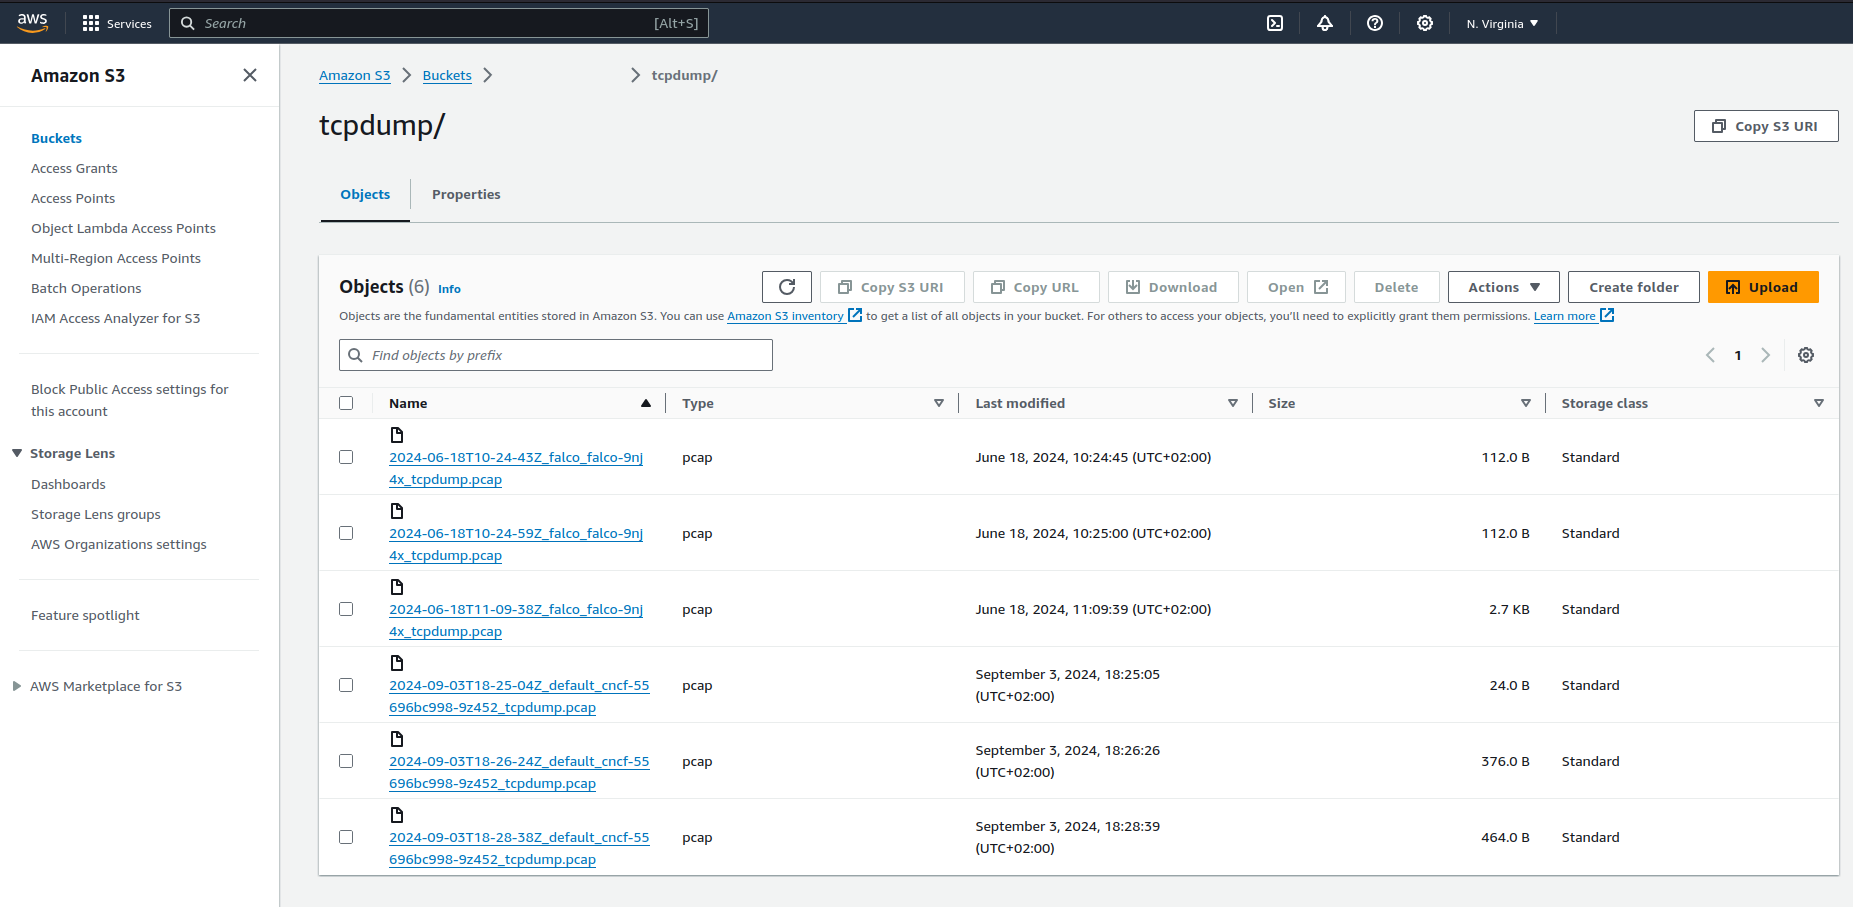 aws
Services
Search
[Alt+S]
N. Virginia
Amazon S3
Buckets
Access Grants
Access Points
Object Lambda Access Points
Multi-Region Access Points
Batch Operations
IAM Access Analyzer for S3
Block Public Access settings for
this account
Storage Lens
Dashboards
Storage Lens groups
AWS Organizations settings
Feature spotlight
AWS Marketplace for S3
Amazon S3 Buckets tcpdump/
tcpdump/
Copy S3 URI
Objects Properties
Objects (6) Info
Copy S3 URI Copy URL Download Open Delete Actions Create folder Upload
Objects are the fundamental entities stored in Amazon S3. You can use Amazon S3 inventory to get a list of all objects in your bucket. For others to access your objects, you'll need to explicitly grant them permissions. Learn more
Find objects by prefix
1
Name Type Last modified Size Storage class
2024-06-18T10-24-43Z_falco_falco-9nj
4x_tcpdump.pcap
pcap
June 18, 2024, 10:24:45 (UTC+02:00)
112.0 B
Standard
2024-06-18T10-24-59Z_falco_falco-9nj
4x_tcpdump.pcap
pcap
June 18, 2024, 10:25:00 (UTC+02:00)
112.0 B
Standard
2024-06-18T11-09-38Z_falco_falco-9nj
4x_tcpdump.pcap
pcap
June 18, 2024, 11:09:39 (UTC+02:00)
2.7 KB
Standard
2024-09-03T18-25-04Z_default_cncf-55
696bc998-9z452_tcpdump.pcap
pcap
September 3, 2024, 18:25:05
(UTC+02:00)
24.0 B
Standard
2024-09-03T18-26-24Z_default_cncf-55
696bc998-9z452_tcpdump.pcap
pcap
September 3, 2024, 18:26:26
(UTC+02:00)
376.0 B
Standard
2024-09-03T18-28-38Z_default_cncf-55
696bc998-9z452_tcpdump.pcap
pcap
September 3, 2024, 18:28:39
(UTC+02:00)
464.0 B
Standard